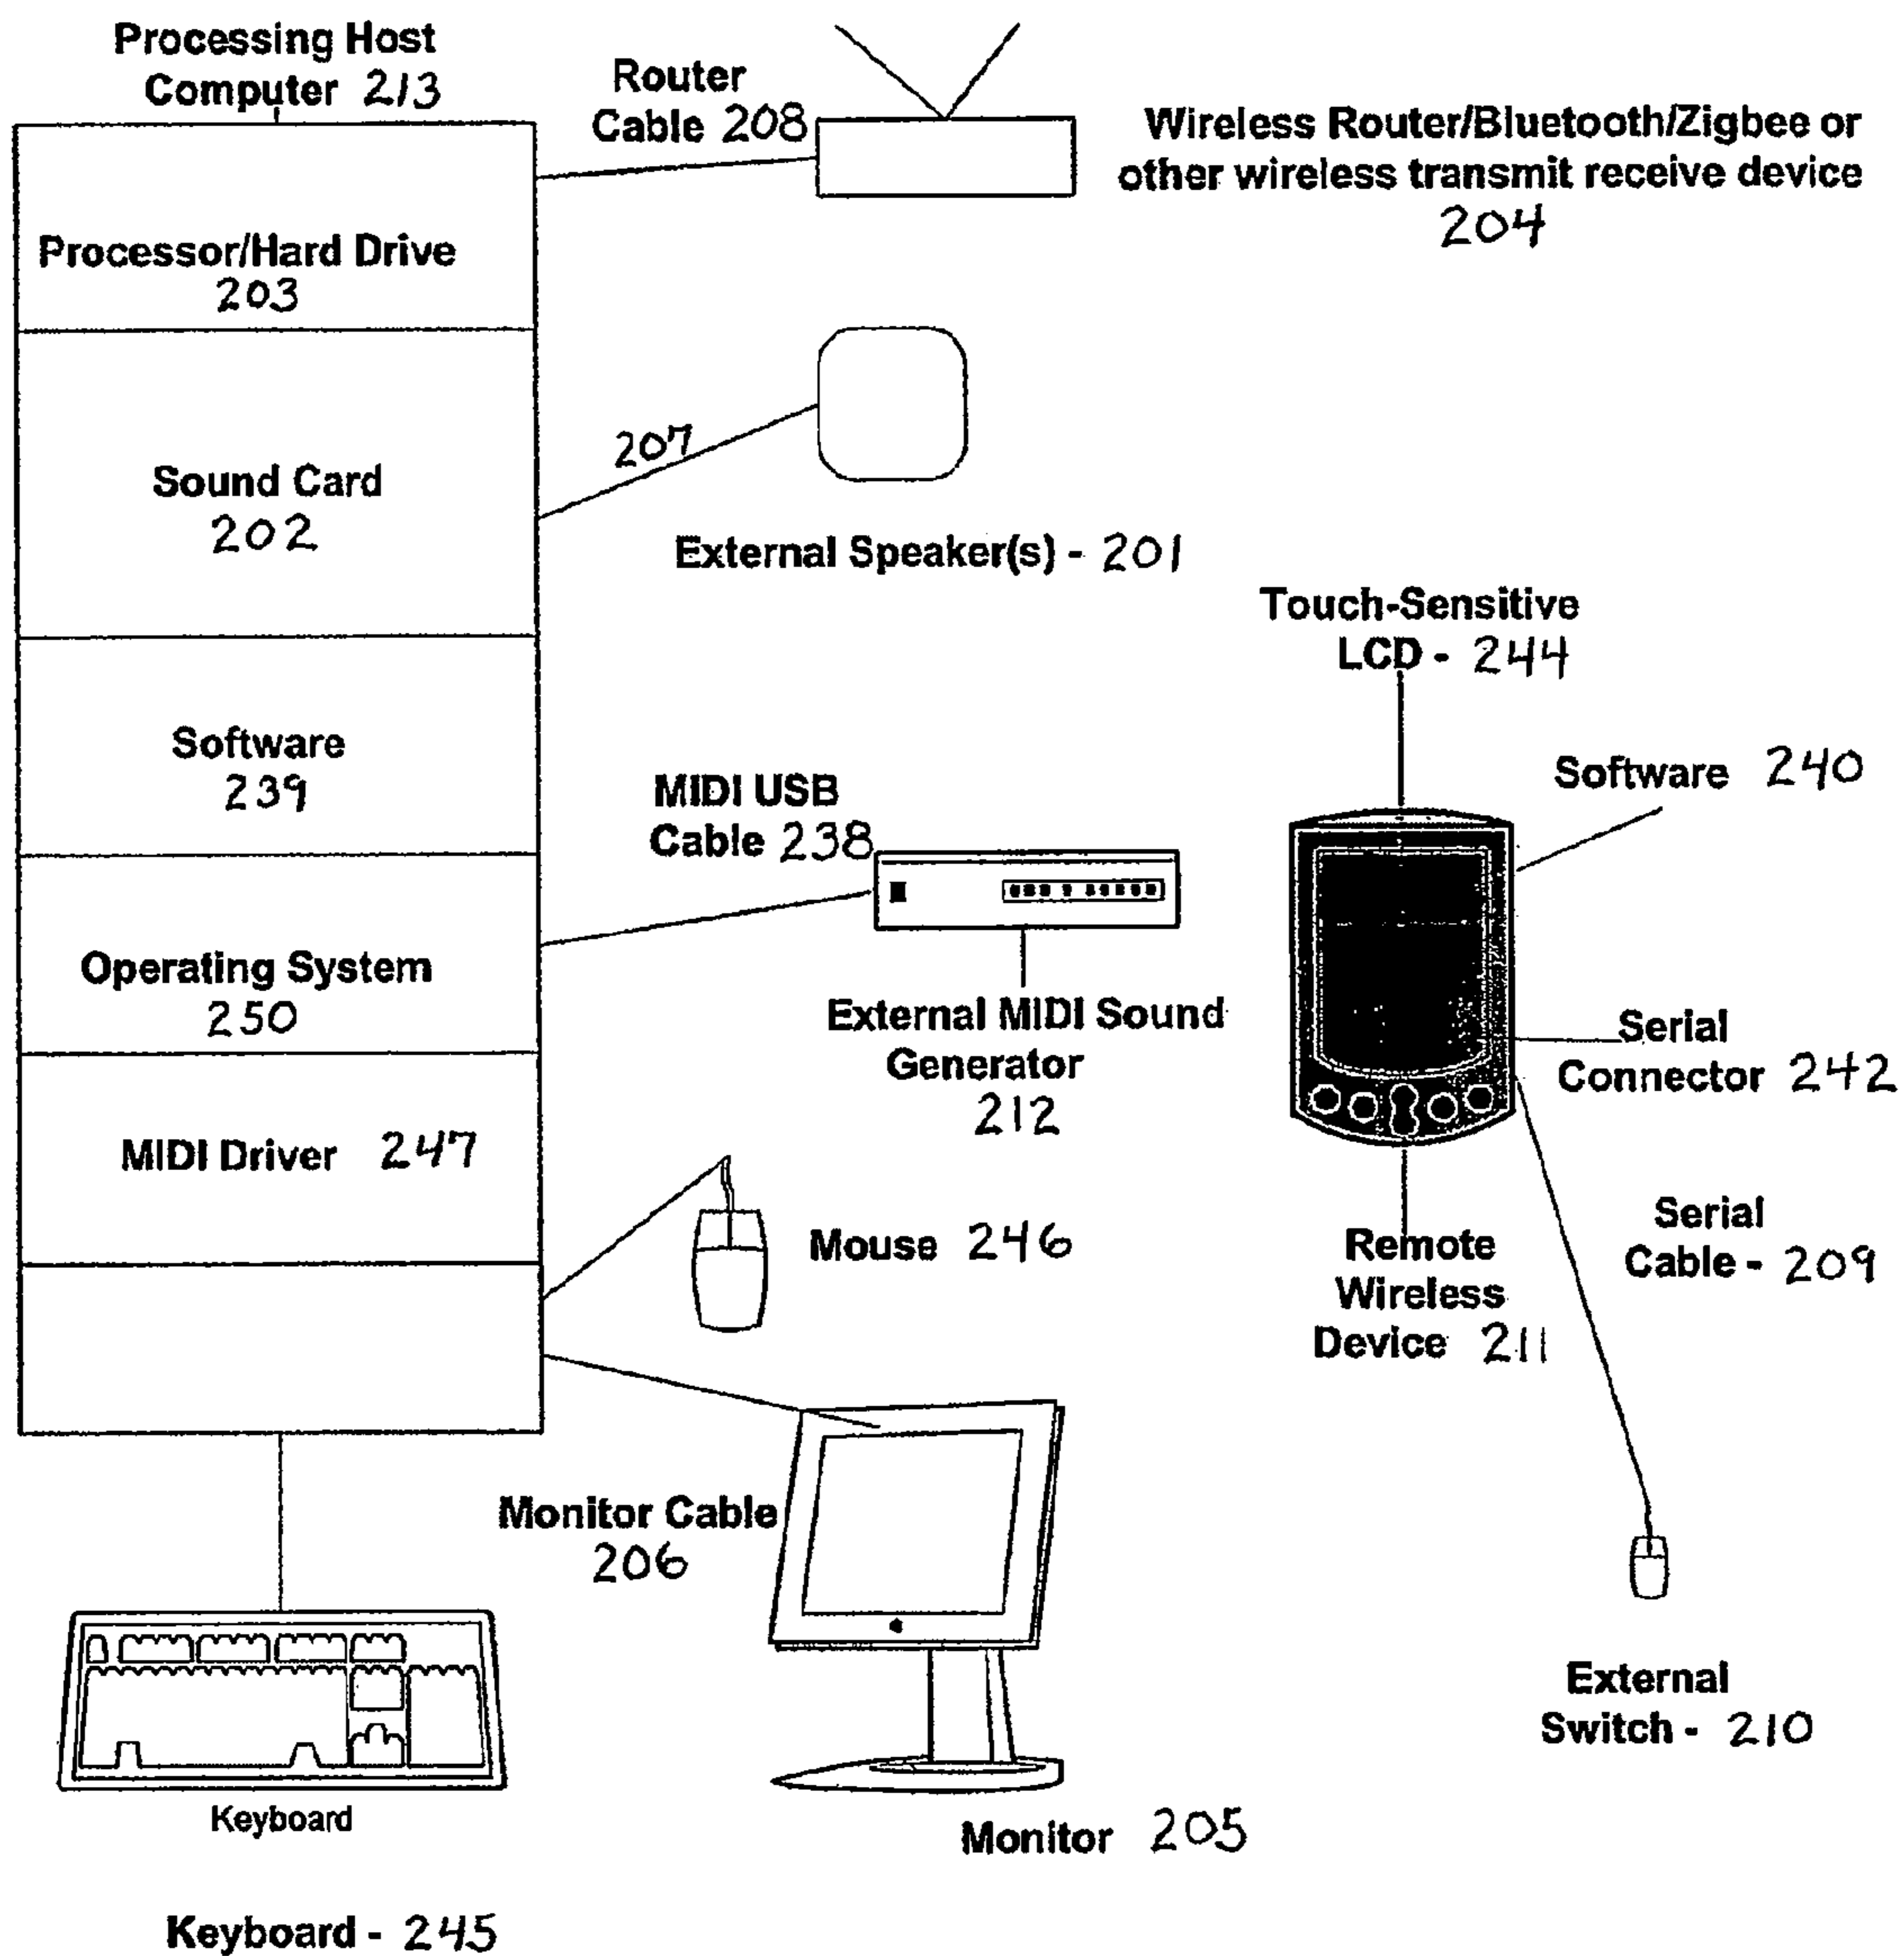 Processing Host
Computer 213
Router
Cable 208
Wireless Router/Bluetooth/Zigbee or
other wireless transmit receive device
204
Processor/Hard Drive
203
207
Sound Card
202
External Speaker(s) - 201
Touch-Sensitive
LCD - 244
Software
239
MIDI USB
Cable 238
Software 240
Operating System
250
External MIDI Sound
Generator
212
Serial
Connector 242
MIDI Driver 247
Mouse 246
Remote
Wireless
Device 211
Serial
Cable - 209
Monitor Cable
206
External
Switch - 210
Keyboard
Monitor 205
Keyboard - 245